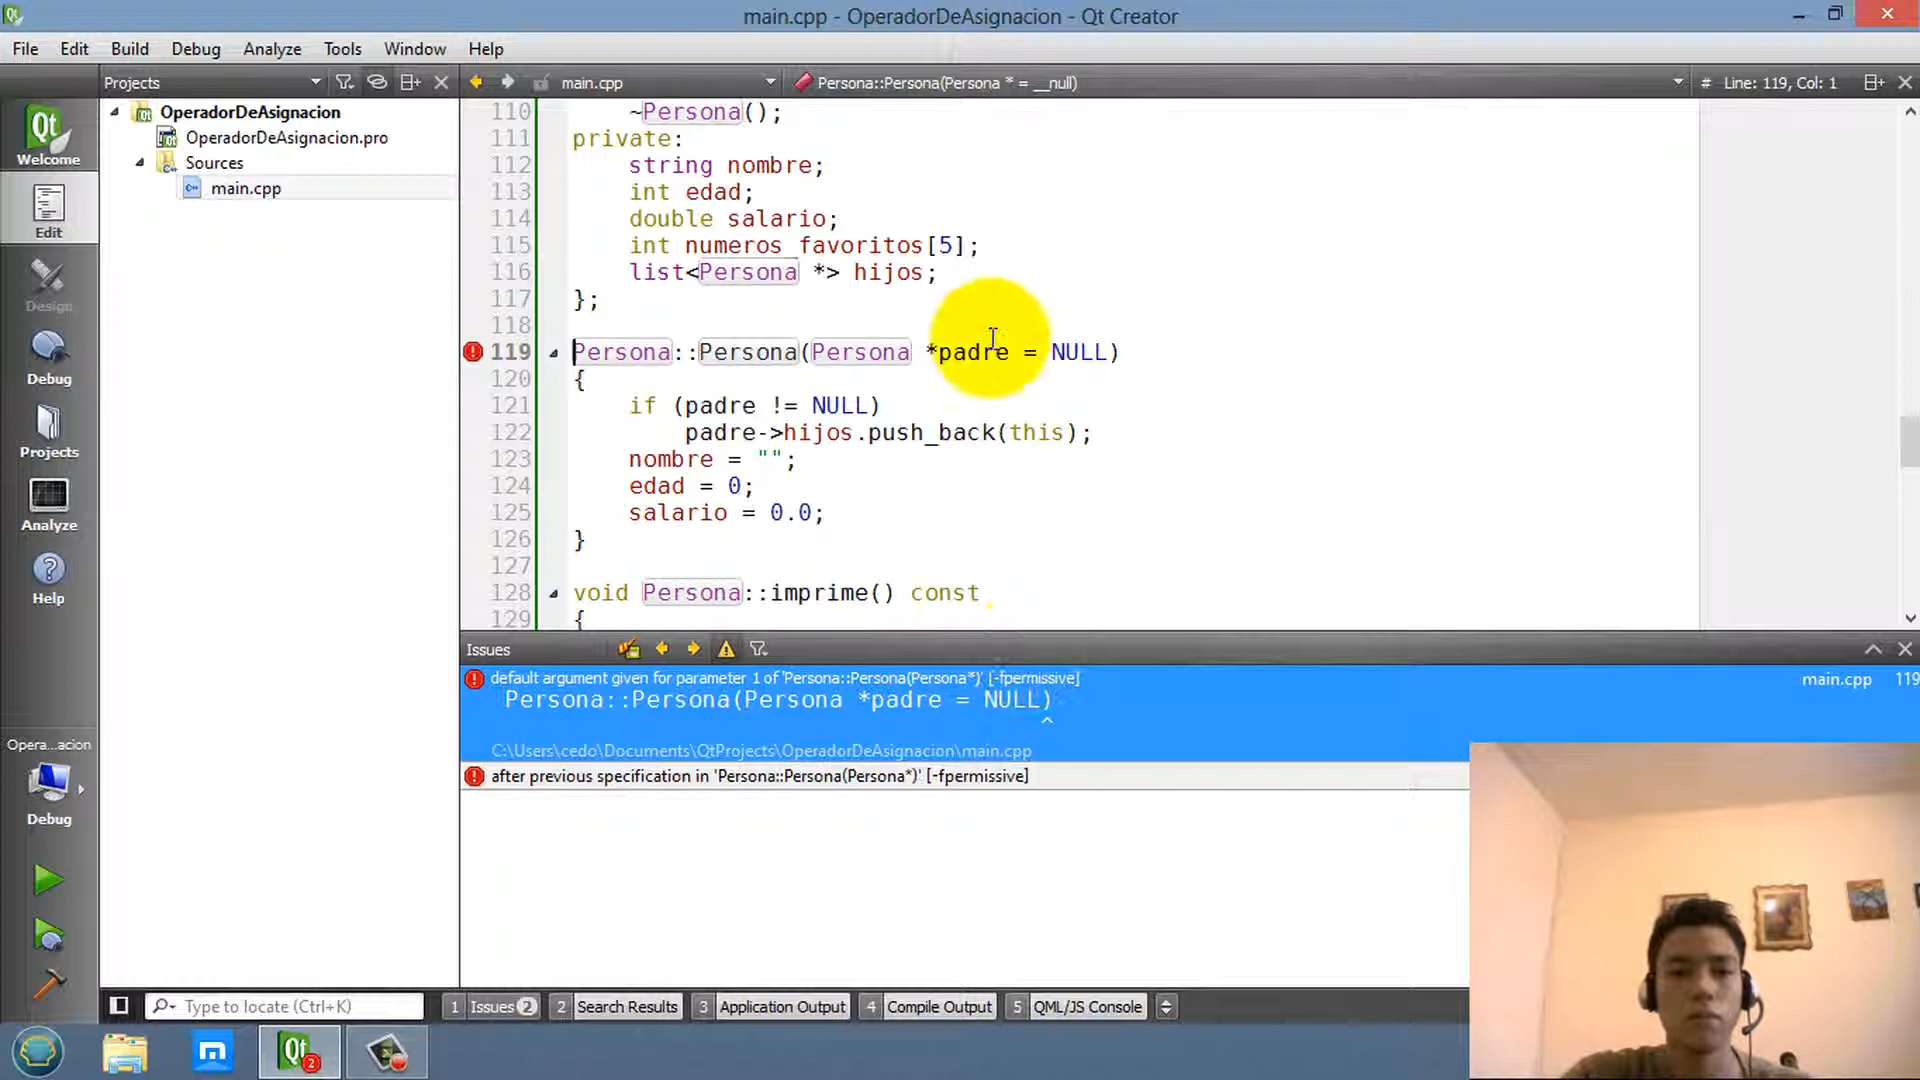 main.cpp - OperadorDeAsignacion - Qt Creator
File Edit Build Debug Analyze Tools Window Help
Projects
main.cpp
Persona::Persona(Persona * = __null)
# Line: 119, Col: 1
Welcome
Edit
Design
Debug
Projects
Analyze
Help
Opera...acion
Debug
OperadorDeAsignacion
OperadorDeAsignacion.pro
Sources
main.cpp
110 ~Persona();
111 private:
112 string nombre;
113 int edad;
114 double salario;
115 int numeros_favoritos[5];
116 list<Persona *> hijos;
117 };
118
119 Persona::Persona(Persona *padre = NULL)
120 {
121 if (padre != NULL)
122 padre->hijos.push_back(this);
123 nombre = "";
124 edad = 0;
125 salario = 0.0;
126 }
127
128 void Persona::imprime() const
129 {
Issues
default argument given for parameter 1 of 'Persona::Persona(Persona*)' [-fpermissive] main.cpp 119
Persona::Persona(Persona *padre = NULL)
^
C:\Users\cedo\Documents\QtProjects\OperadorDeAsignacion\main.cpp
after previous specification in 'Persona::Persona(Persona*)' [-fpermissive]
Type to locate (Ctrl+K)
1 Issues 2
2 Search Results
3 Application Output
4 Compile Output
5 QML/JS Console
Qt 2